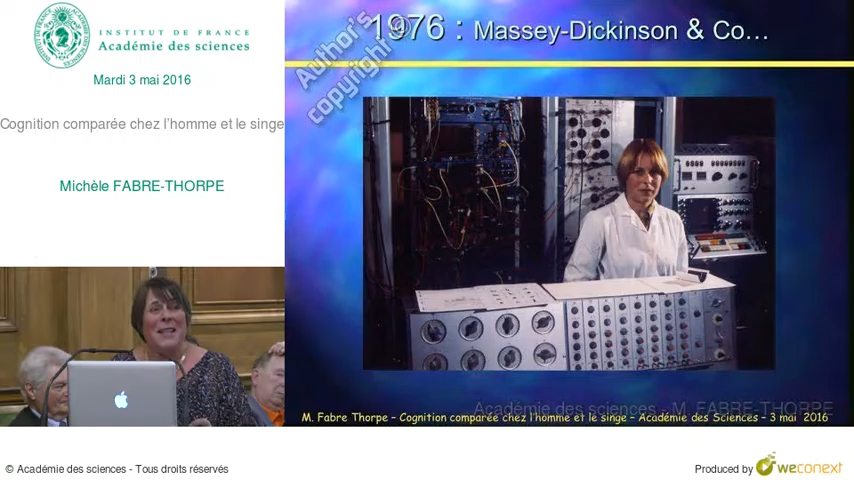 INSTITUT DE FRANCE
Académie des sciences
Mardi 3 mai 2016
Cognition comparée chez l'homme et le singe
Michèle FABRE-THORPE
1976 : Massey-Dickinson & Co...
Author's
copyright ©
Académie des sciences - M. FABRE-THORPE
M. Fabre Thorpe – Cognition comparée chez l'homme et le singe – Académie des Sciences – 3 mai 2016
© Académie des sciences - Tous droits réservés
Produced by weconext